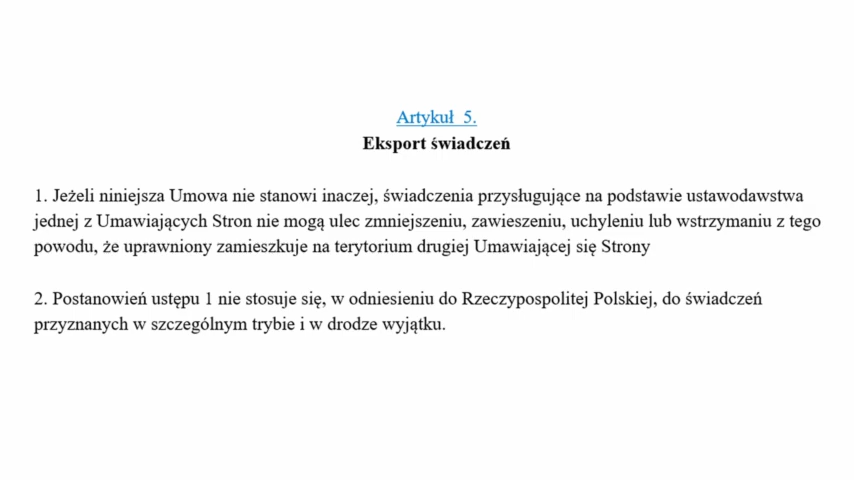 Artykuł 5.
Eksport świadczeń
1. Jeżeli niniejsza Umowa nie stanowi inaczej, świadczenia przysługujące na podstawie ustawodawstwa
jednej z Umawiających Stron nie mogą ulec zmniejszeniu, zawieszeniu, uchyleniu lub wstrzymaniu z tego
powodu, że uprawniony zamieszkuje na terytorium drugiej Umawiającej się Strony
2. Postanowień ustępu 1 nie stosuje się, w odniesieniu do Rzeczypospolitej Polskiej, do świadczeń
przyznanych w szczególnym trybie i w drodze wyjątku.